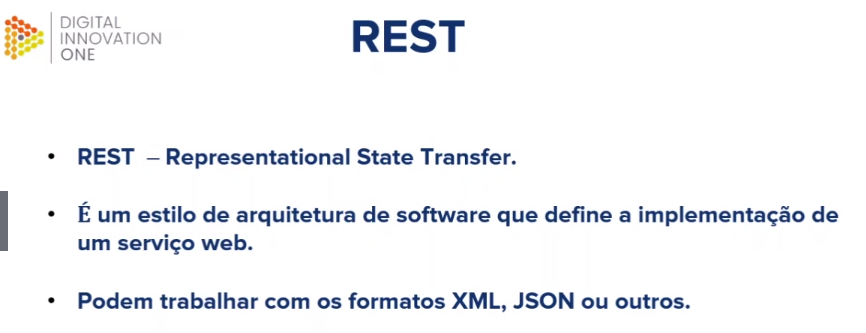 DIGITAL
INNOVATION
ONE
REST
• REST – Representational State Transfer.
• É um estilo de arquitetura de software que define a implementação de
um serviço web.
• Podem trabalhar com os formatos XML, JSON ou outros.